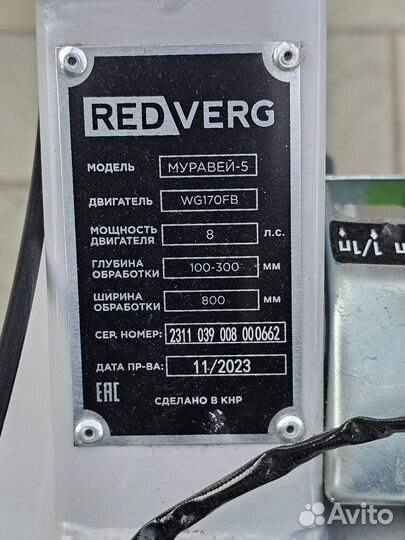 REDVERG
МОДЕЛЬ МУРАВЕЙ-5
ДВИГАТЕЛЬ WG170FB
МОЩНОСТЬ
ДВИГАТЕЛЯ 8 Л.С.
ГЛУБИНА
ОБРАБОТКИ 100-300 ММ
ШИРИНА
ОБРАБОТКИ 800 ММ
СЕР. НОМЕР: 2311 039 008 000662
ДАТА ПР-ВА: 11/2023
EAC СДЕЛАНО В КНР
Avito